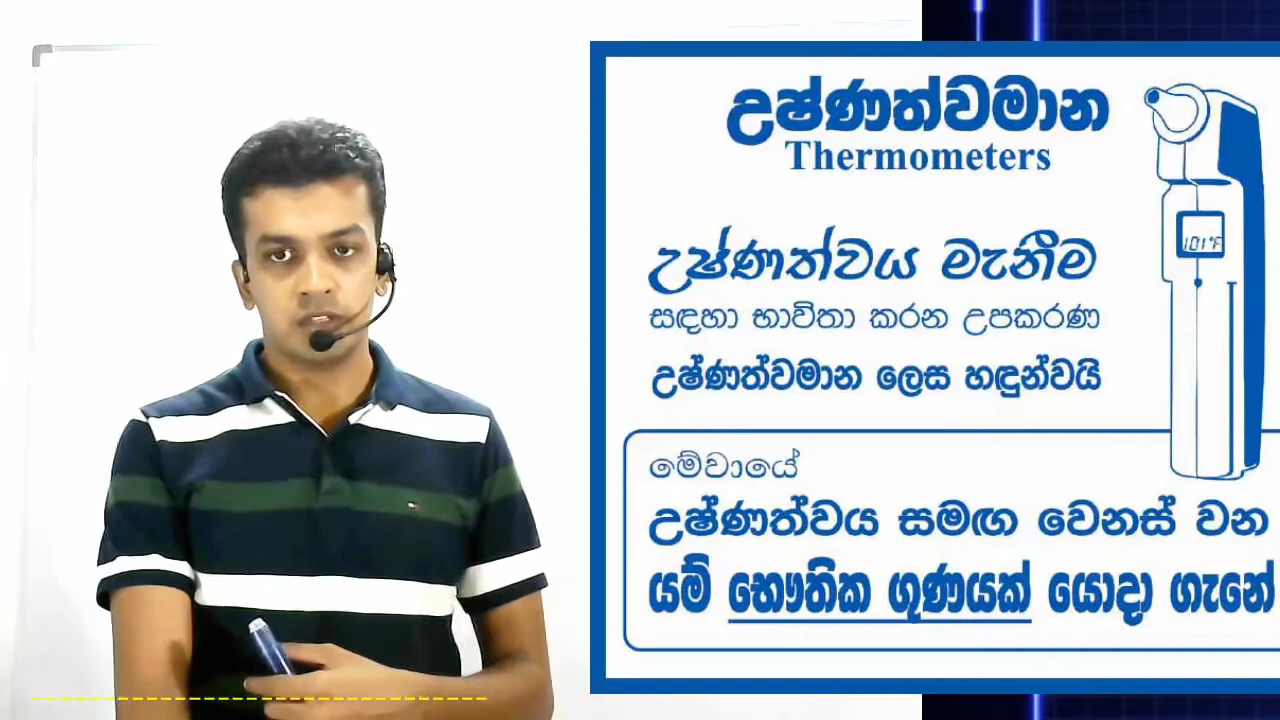 උෂ්ණත්වමාන
Thermometers
උෂ්ණත්වය මැනීම
සඳහා භාවිතා කරන උපකරණ
උෂ්ණත්වමාන ලෙස හඳුන්වයි
101°F
මේවායේ
උෂ්ණත්වය සමඟ වෙනස් වන
යම් භෞතික ගුණයක් යොදා ගැනේ